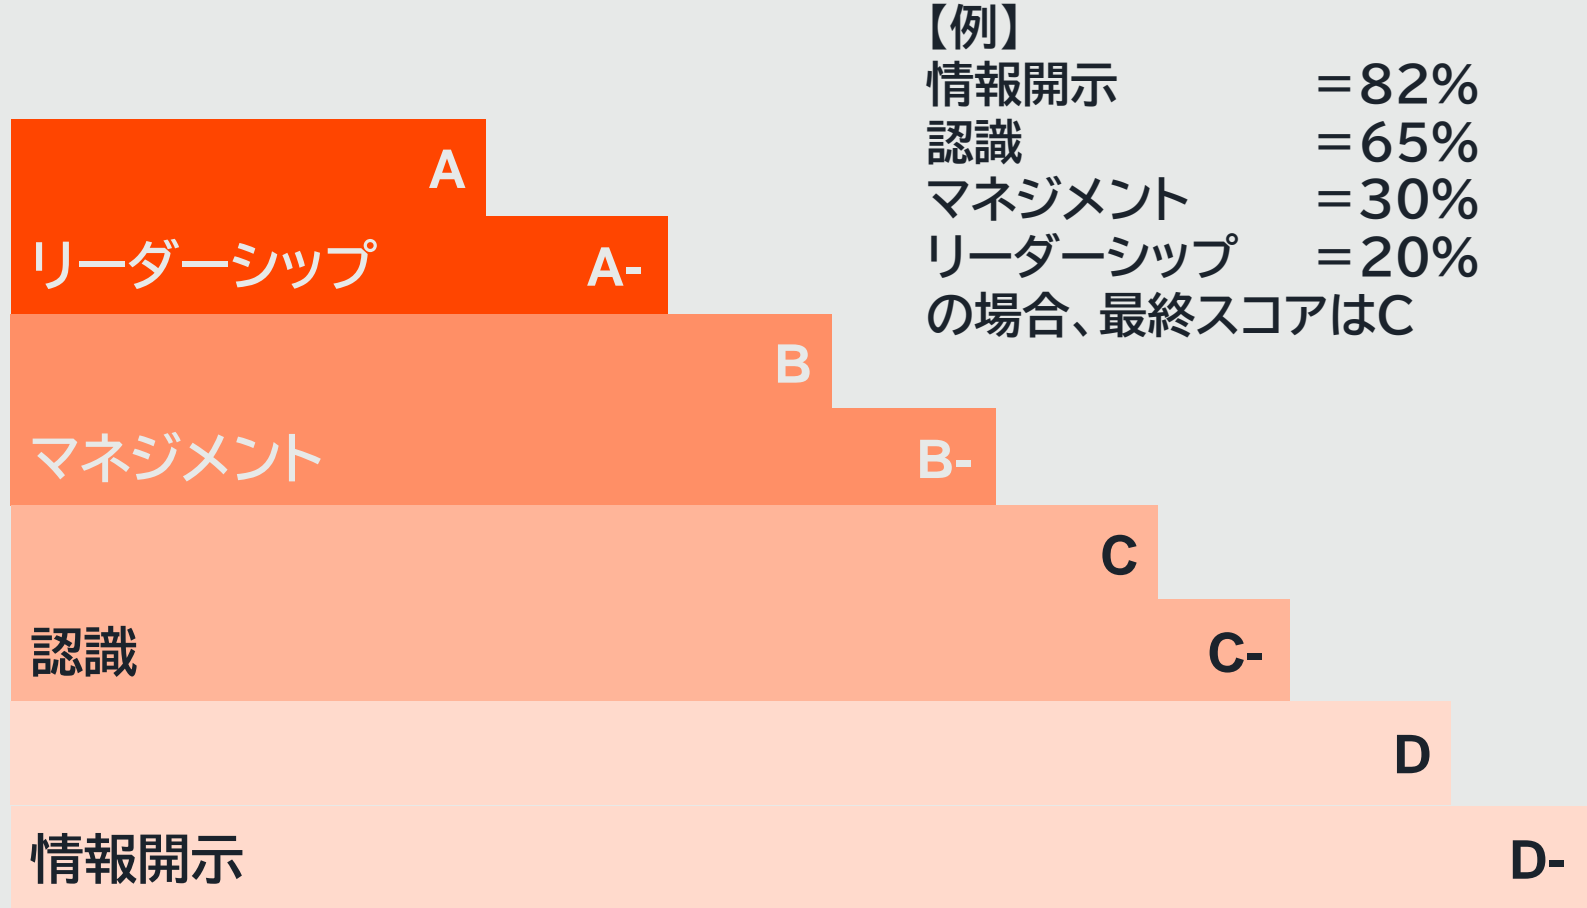 【例】
情報開示 =82%
認識 =65%
マネジメント =30%
リーダーシップ =20%
の場合、最終スコアはC
A
リーダーシップ A-
B
マネジメント B-
C
認識 C-
D
情報開示 D-